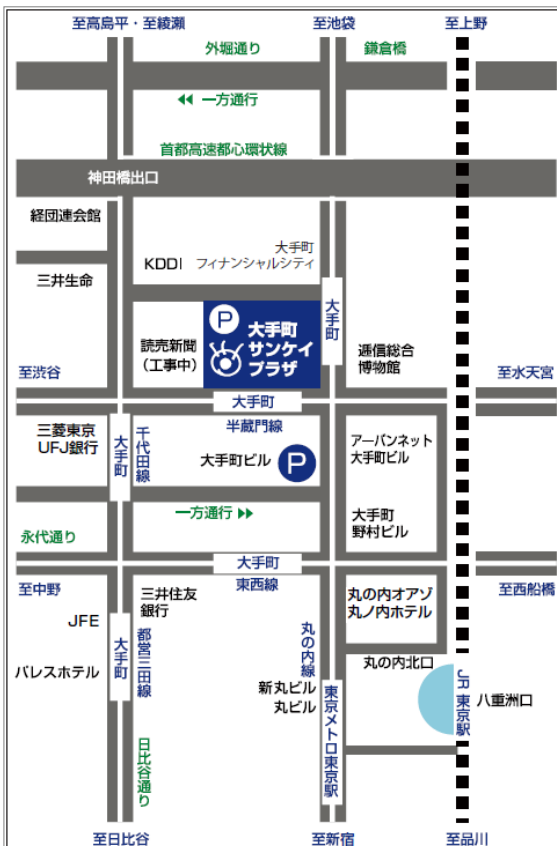 至高島平・至綾瀬
至池袋
至上野
外堀通り
鎌倉橋
一方通行
首都高速都心環状線
神田橋出口
経団連会館
大手町
フィナンシャルシティ
KDDI
三井生命
P
大手町
サンケイ
プラザ
大手町
読売新聞
（工事中）
逓信総合
博物館
至渋谷
至水天宮
大手町
半蔵門線
三菱東京
UFJ銀行
大手町
千代田線
大手町ビル
P
アーバンネット
大手町ビル
一方通行
大手町
野村ビル
永代通り
大手町
東西線
至中野
至西船橋
三井住友
銀行
丸の内オアゾ
丸ノ内ホテル
JFE
大手町
都営三田線
丸の内線
パレスホテル
新丸ビル
丸ビル
丸の内北口
JR 東京駅
八重洲口
東京メトロ東京駅
日比谷通り
至日比谷
至新宿
至品川